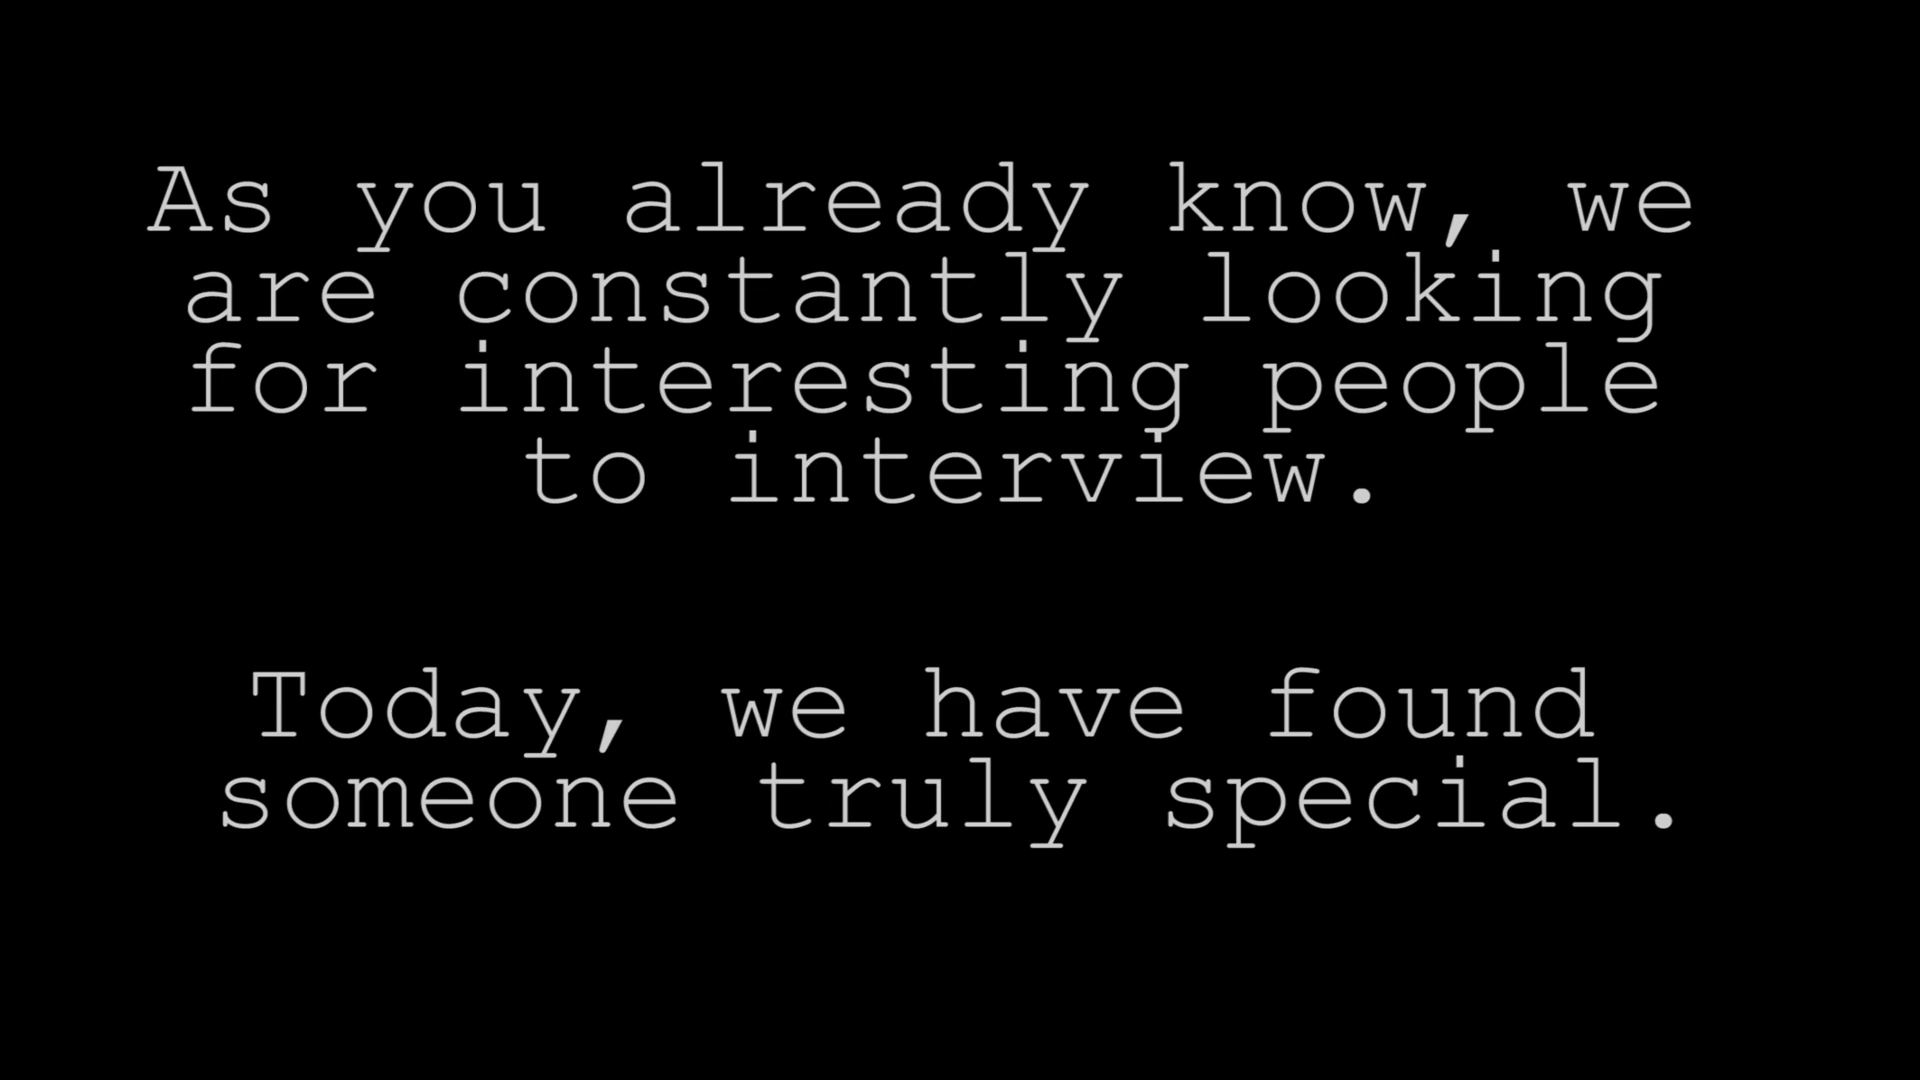 As you already know, we
are constantly looking
for interesting people
to interview.
Today, we have found
someone truly special.